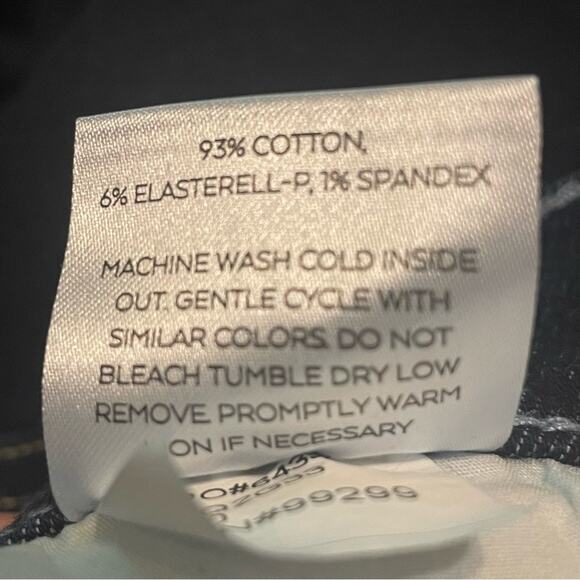 93% COTTON,
6% ELASTERELL-P, 1% SPANDEX
MACHINE WASH COLD INSIDE
OUT. GENTLE CYCLE WITH
SIMILAR COLORS. DO NOT
BLEACH TUMBLE DRY LOW
REMOVE PROMPTLY WARM
ON IF NECESSARY
N#99299